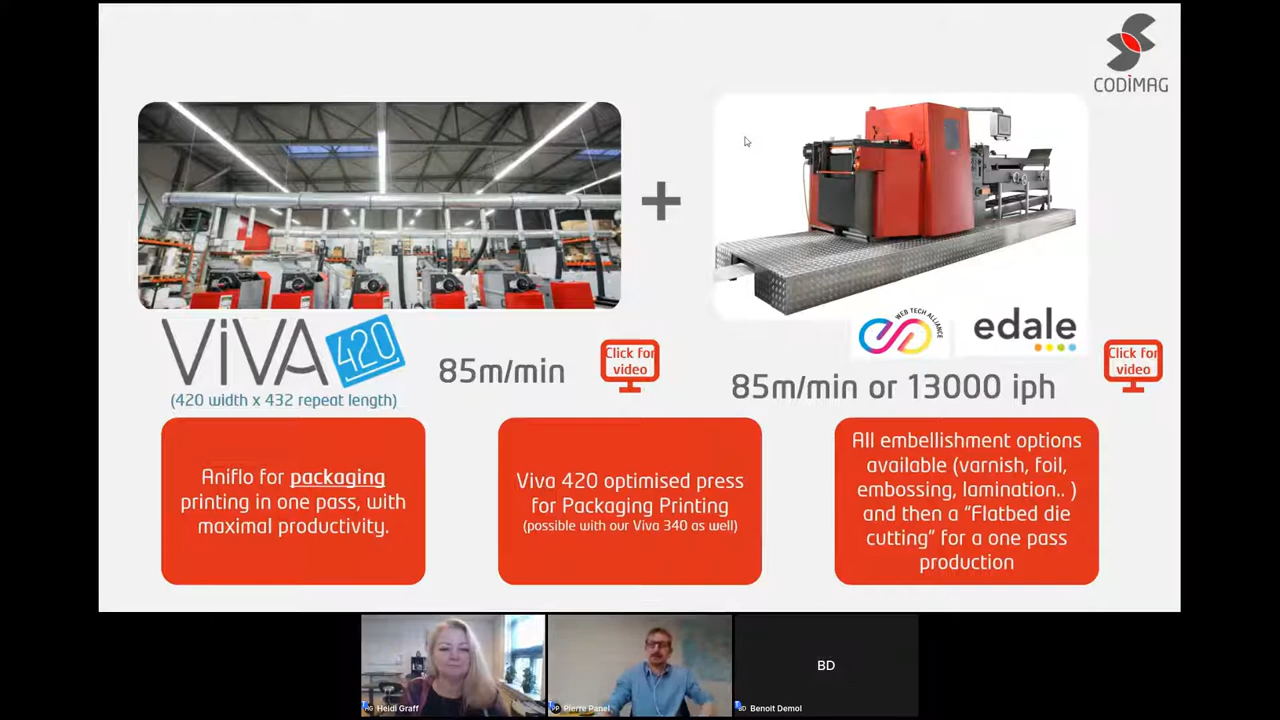 CODIMAG
+
ViVA 420
(420 width x 432 repeat length)
85m/min
Click for
video
WEB TECH ALLIANCE
edale
85m/min or 13000 iph
Click for
video
Aniflo for packaging
printing in one pass, with
maximal productivity.
Viva 420 optimised press
for Packaging Printing
(possible with our Viva 340 as well)
All embellishment options
available (varnish, foil,
embossing, lamination.. )
and then a “Flatbed die
cutting” for a one pass
production
HG Heidi Graff
PP Pierre Panel
BD
BD Benoit Demol